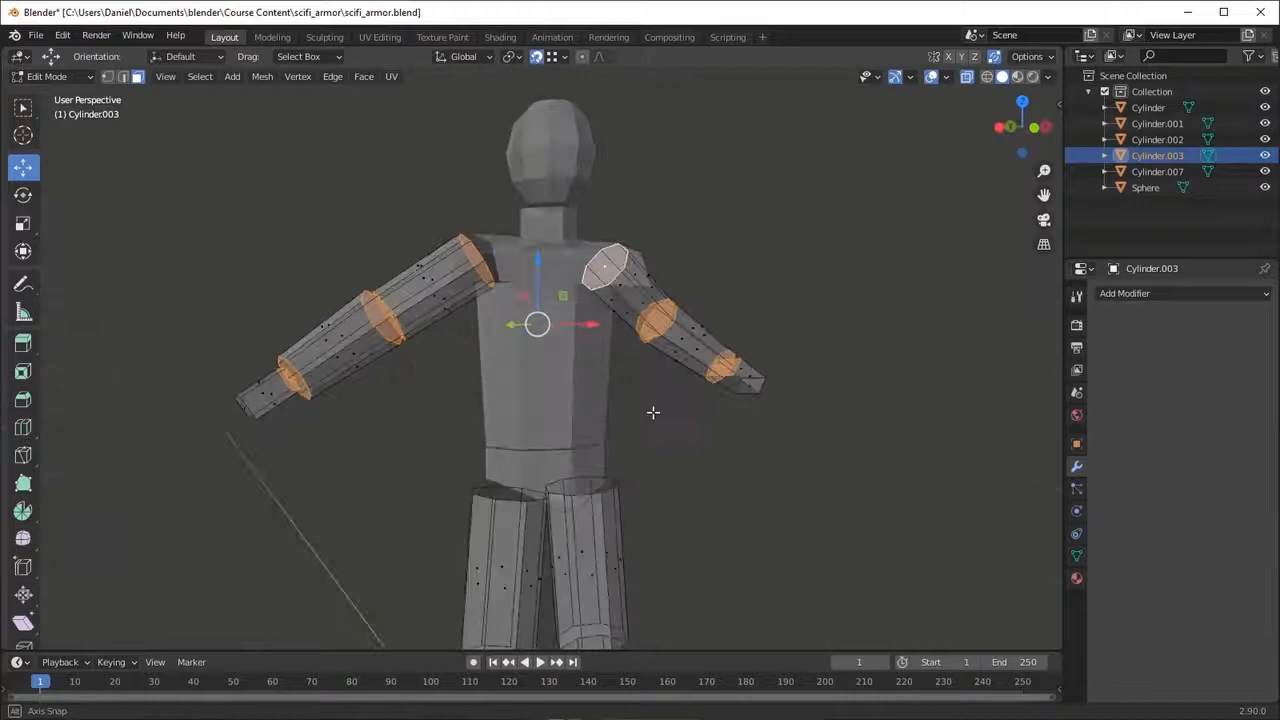 Blender* [C:\Users\Daniel\Documents\blender\Course Content\scifi_armor\scifi_armor.blend]
File Edit Render Window Help Layout Modeling Sculpting UV Editing Texture Paint Shading Animation Rendering Compositing Scripting + Scene View Layer
Orientation: Default Drag: Select Box Global X Y Z Options
Edit Mode View Select Add Mesh Vertex Edge Face UV
User Perspective
(1) Cylinder.003
Z
Scene Collection
Collection
Cylinder
Cylinder.001
Cylinder.002
Cylinder.003
Cylinder.007
Sphere
Cylinder.003
Add Modifier
Playback Keying View Marker 1 Start 1 End 250
1 10 20 30 40 50 60 70 80 90 100 110 120 130 140 150 160 170 180 190 200 210 220 230 240 250
Alt Axis Snap 2.90.0